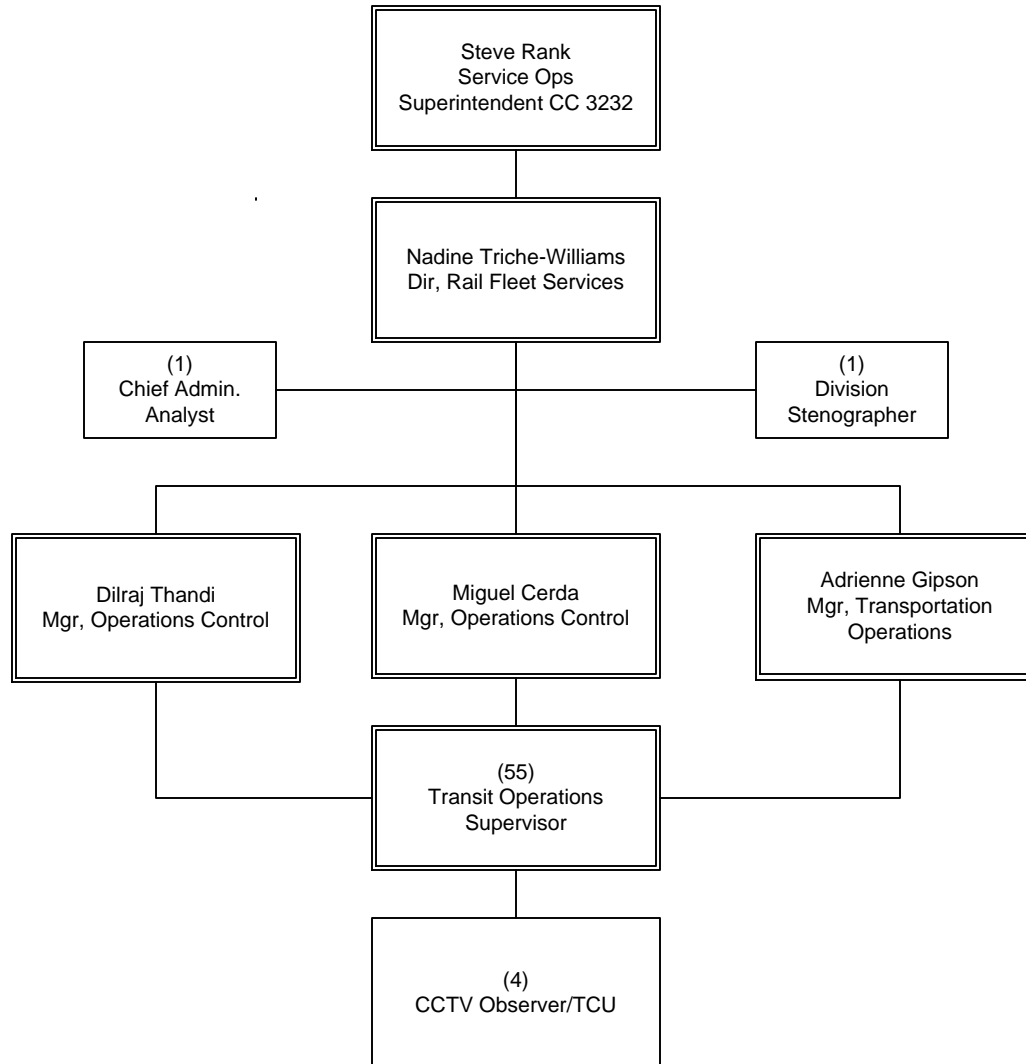 Steve Rank
Service Ops
Superintendent CC 3232
Nadine Triche-Williams
Dir, Rail Fleet Services
(1)
Chief Admin.
Analyst
(1)
Division
Stenographer
Dilraj Thandi
Mgr, Operations Control
Miguel Cerda
Mgr, Operations Control
Adrienne Gipson
Mgr, Transportation
Operations
(55)
Transit Operations
Supervisor
(4)
CCTV Observer/TCU